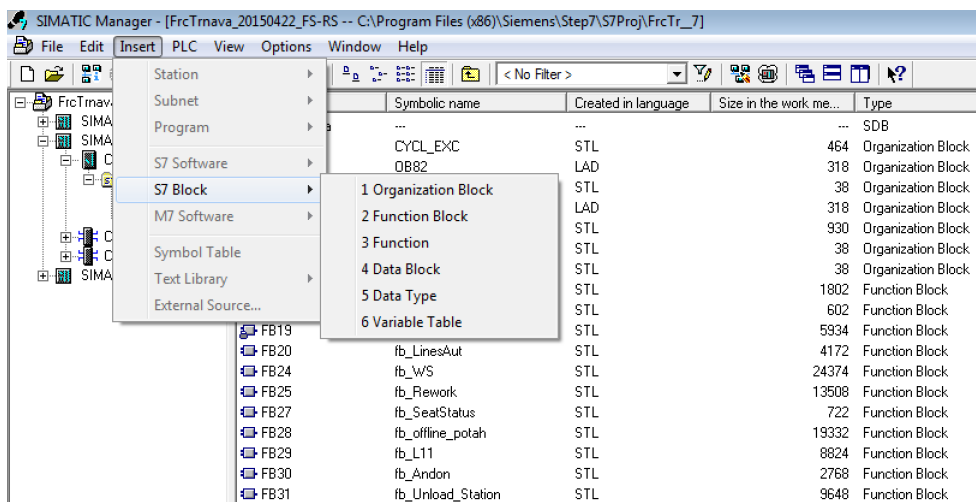 SIMATIC Manager - [FrcTrnava_20150422_FS-RS -- C:\Program Files (x86)\Siemens\Step7\S7Proj\FrcTr__7]
File Edit Insert PLC View Options Window Help
< No Filter >
Station
Subnet
Program
S7 Software
S7 Block
M7 Software
Symbol Table
Text Library
External Source...
1 Organization Block
2 Function Block
3 Function
4 Data Block
5 Data Type
6 Variable Table
FrcTrnav
SIMA
SIMA
C
S
C
C
SIMA
Symbolic name Created in language Size in the work me... Type
--- --- --- SDB
CYCL_EXC STL 464 Organization Block
OB82 LAD 318 Organization Block
STL 38 Organization Block
LAD 318 Organization Block
STL 930 Organization Block
STL 38 Organization Block
STL 38 Organization Block
STL 1802 Function Block
STL 602 Function Block
FB19 STL 5934 Function Block
FB20 fb_LinesAut STL 4172 Function Block
FB24 fb_WS STL 24374 Function Block
FB25 fb_Rework STL 13508 Function Block
FB27 fb_SeatStatus STL 722 Function Block
FB28 fb_offline_potah STL 19332 Function Block
FB29 fb_L11 STL 8824 Function Block
FB30 fb_Andon STL 2768 Function Block
FB31 fb_Unload_Station STL 9648 Function Block